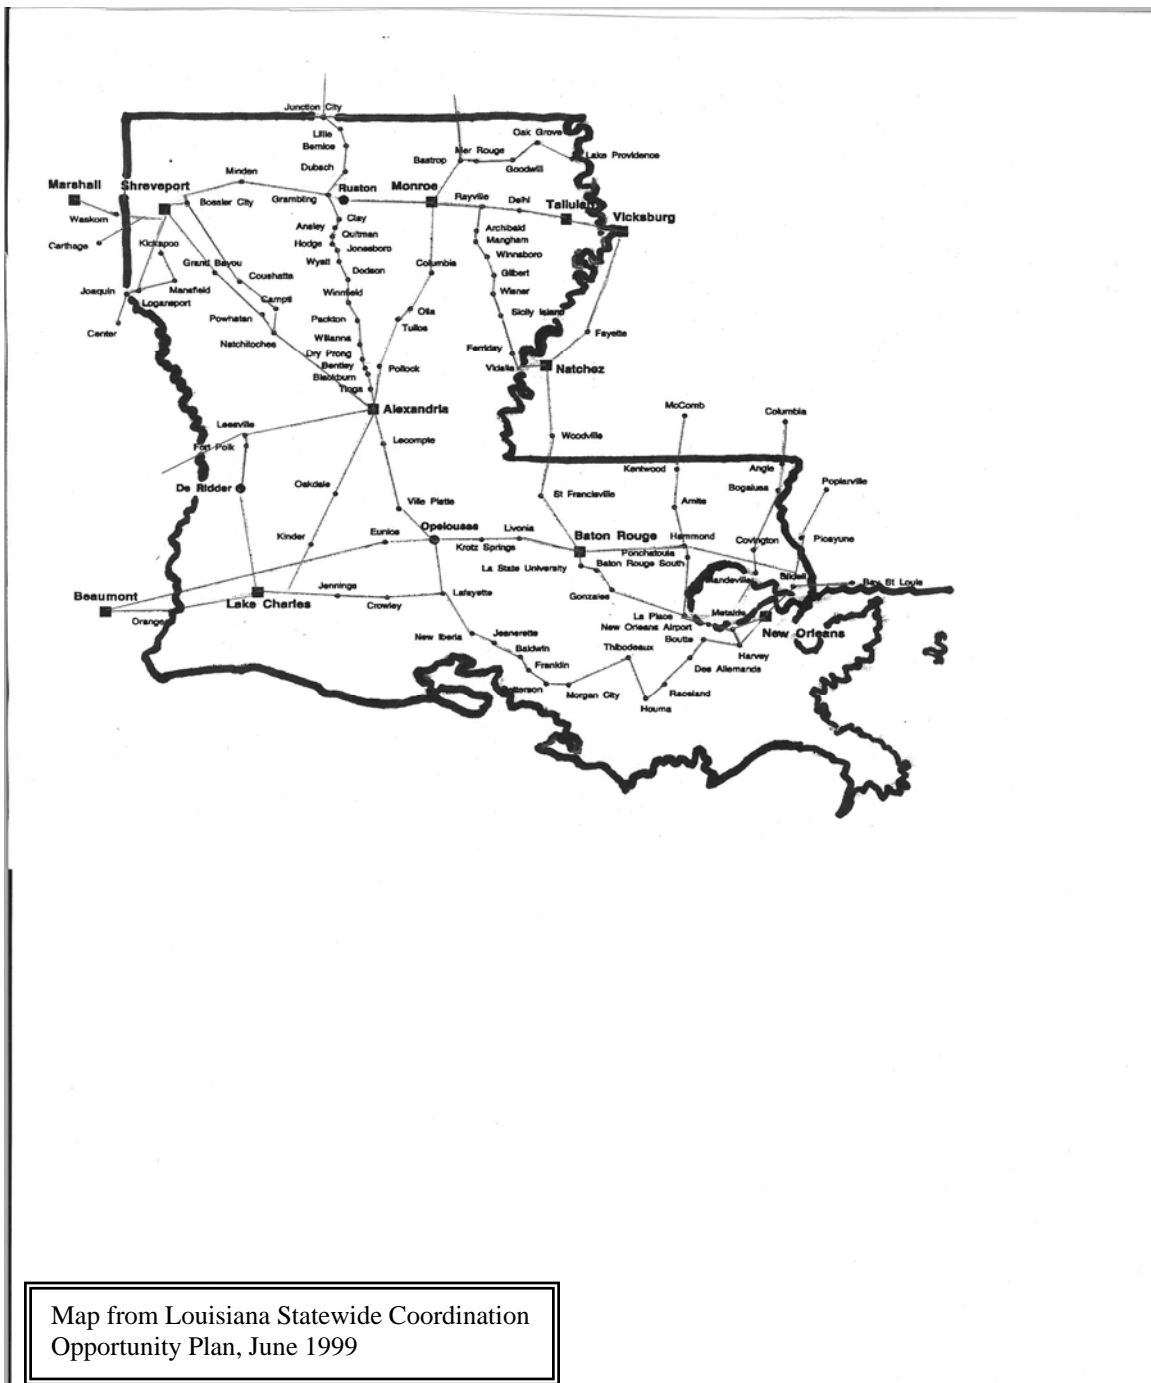 Junction City
Lillie
Bernice
Dubach
Oak Grove
Mer Rouge
Bastrop
Goodwill
Lake Providence
Minden
Marshall
Shreveport
Bossier City
Grambling
Ruston
Monroe
Rayville
Delhi
Tallulah
Vicksburg
Waskom
Carthage
Kickapoo
Ansley
Clay
Quitman
Hodge
Jonesboro
Wyatt
Dodson
Archibald
Mangham
Winnsboro
Gilbert
Wisner
Columbia
Grand Bayou
Coushatta
Joaquin
Mansfield
Logansport
Campti
Winnfield
Center
Powhatan
Natchitoches
Packton
Olla
Tullos
Sicily Island
Fayette
Williana
Dry Prong
Bentley
Blackburn
Tioga
Pollock
Ferriday
Vidalia
Natchez
Alexandria
McComb
Columbia
Leesville
Fort Polk
Lecompte
Woodville
De Ridder
Oakdale
Ville Platte
St Francisville
Kentwood
Angie
Bogalusa
Poplarville
Amite
Kinder
Eunice
Opelousas
Livonia
Krotz Springs
Baton Rouge
Hammond
Ponchatoula
Covington
Picayune
La State University
Baton Rouge South
Mandeville
Slidell
Bay St Louis
Beaumont
Orange
Lake Charles
Jennings
Crowley
Lafayette
Gonzales
La Place
Metairie
New Orleans Airport
New Orleans
New Iberia
Jeanerette
Baldwin
Franklin
Patterson
Morgan City
Thibodeaux
Boutte
Harvey
Des Allemands
Raceland
Houma
Map from Louisiana Statewide Coordination
Opportunity Plan, June 1999